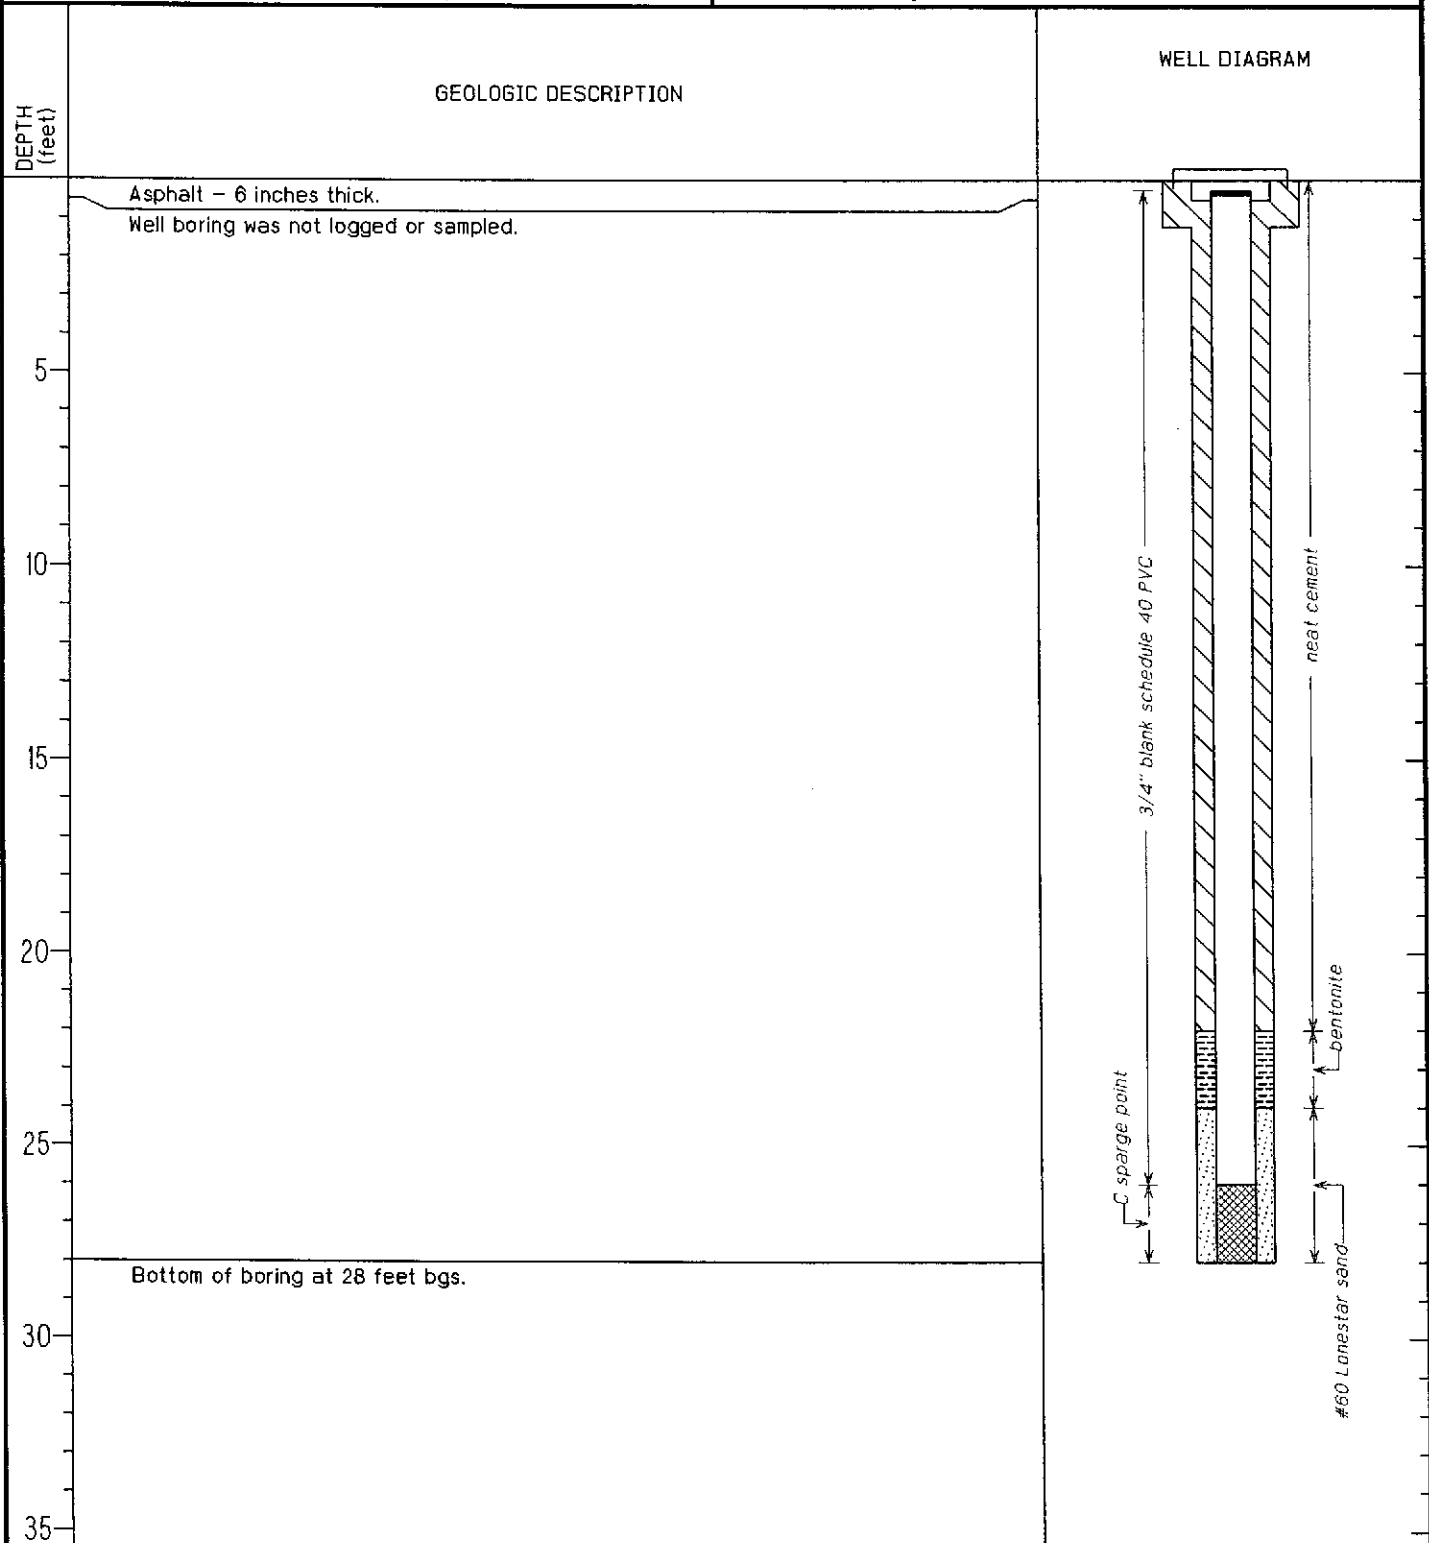 DEPTH
(feet)
GEOLOGIC DESCRIPTION
WELL DIAGRAM
Asphalt - 6 inches thick.
Well boring was not logged or sampled.
5
10
15
20
25
30
35
3/4" blank schedule 40 PVC
neat cement
bentonite
C sparge point
#60 Lonestar sand
Bottom of boring at 28 feet bgs.